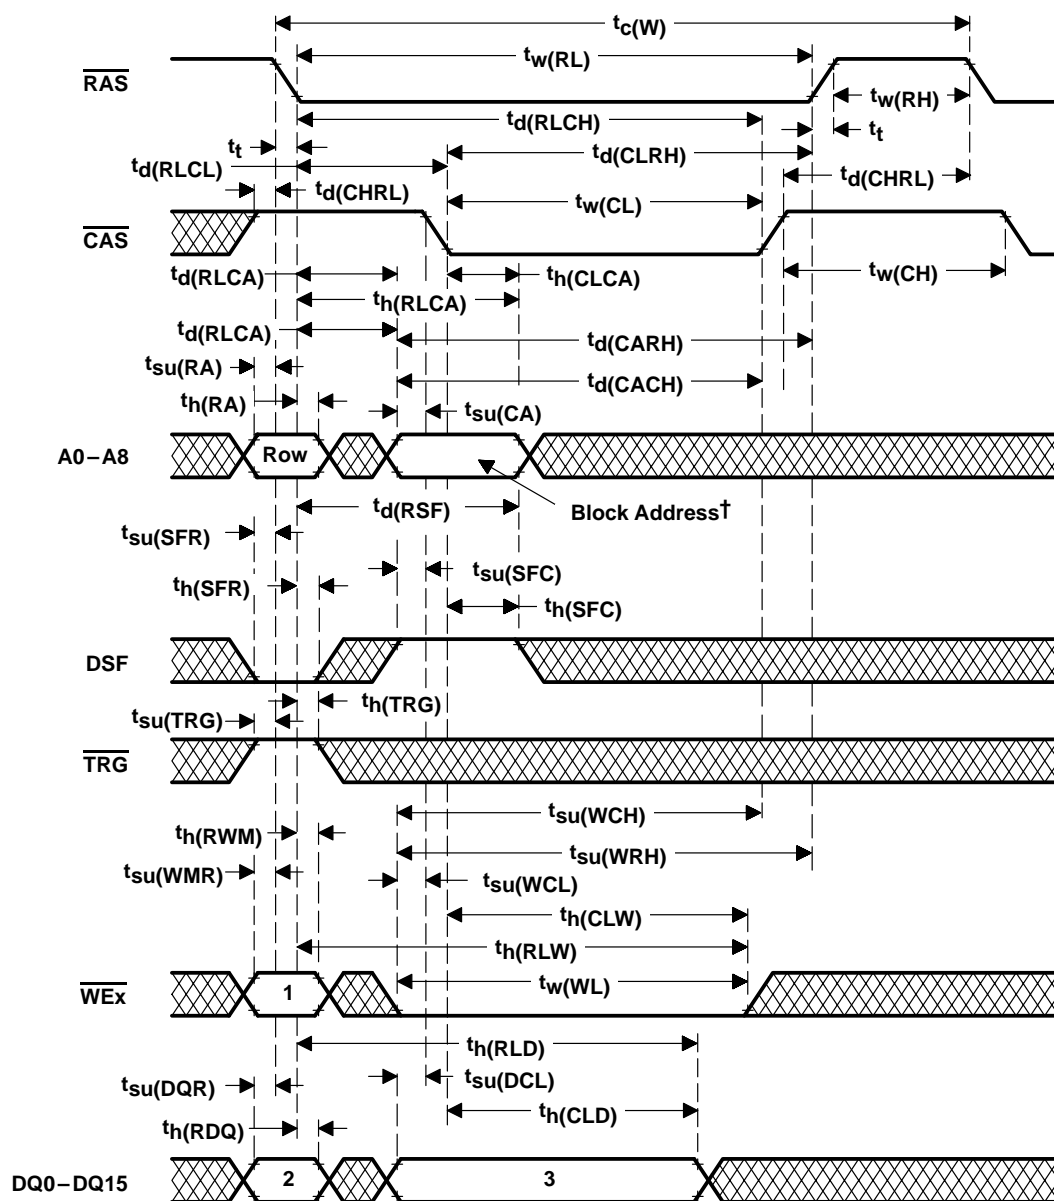 tc(W)
tw(RL)
RAS
tw(RH)
td(RLCH)
tt
tt
td(CLRH)
td(RLCL)
td(CHRL)
td(CHRL)
tw(CL)
CAS
td(RLCA)
th(CLCA)
tw(CH)
th(RLCA)
td(RLCA)
td(CARH)
tsu(RA)
td(CACH)
th(RA)
tsu(CA)
A0–A8
Row
td(RSF)
Block Address†
tsu(SFR)
tsu(SFC)
th(SFR)
th(SFC)
DSF
th(TRG)
tsu(TRG)
TRG
tsu(WCH)
th(RWM)
tsu(WRH)
tsu(WMR)
tsu(WCL)
th(CLW)
th(RLW)
WEx
1
tw(WL)
th(RLD)
tsu(DQR)
tsu(DCL)
th(CLD)
th(RDQ)
DQ0–DQ15
2
3